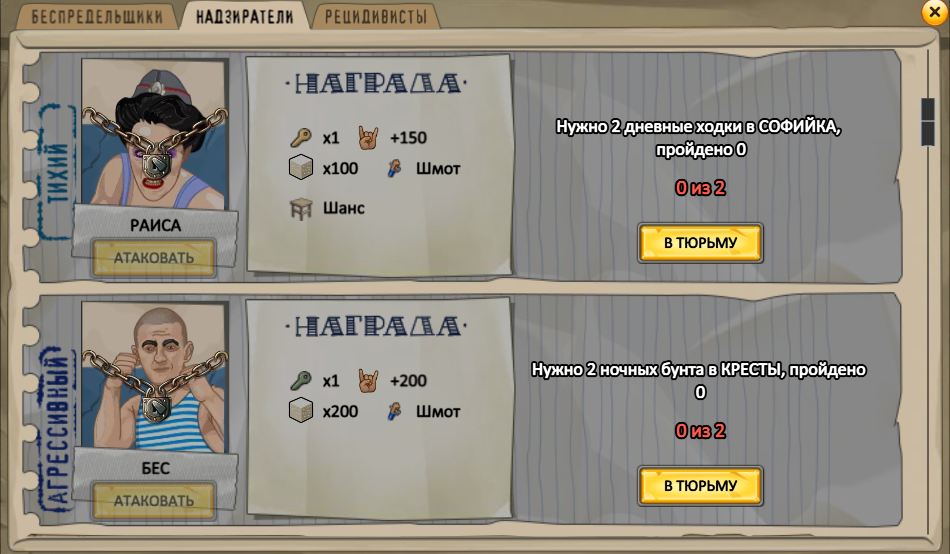 БЕСПРЕДЕЛЬЩИКИ
НАДЗИРАТЕЛИ
РЕЦИДИВИСТЫ
ТИХИЙ
РАИСА
АТАКОВАТЬ
·НАГРАДА·
x1 +150
x100 Шмот
Шанс
Нужно 2 дневные ходки в СОФИЙКА,
пройдено 0
0 из 2
В ТЮРЬМУ
АГРЕССИВНЫЙ
БЕС
АТАКОВАТЬ
·НАГРАДА·
x1 +200
x200 Шмот
Нужно 2 ночных бунта в КРЕСТЫ, пройдено
0
0 из 2
В ТЮРЬМУ